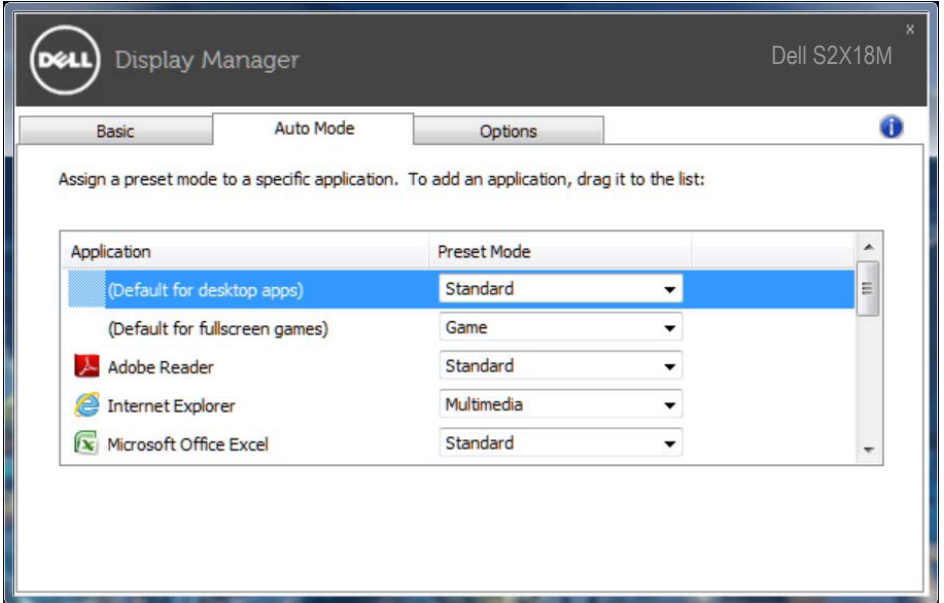 x
DELL Display Manager Dell S2X18M
Basic Auto Mode Options i
Assign a preset mode to a specific application. To add an application, drag it to the list:
Application Preset Mode
(Default for desktop apps) Standard
(Default for fullscreen games) Game
Adobe Reader Standard
Internet Explorer Multimedia
Microsoft Office Excel Standard